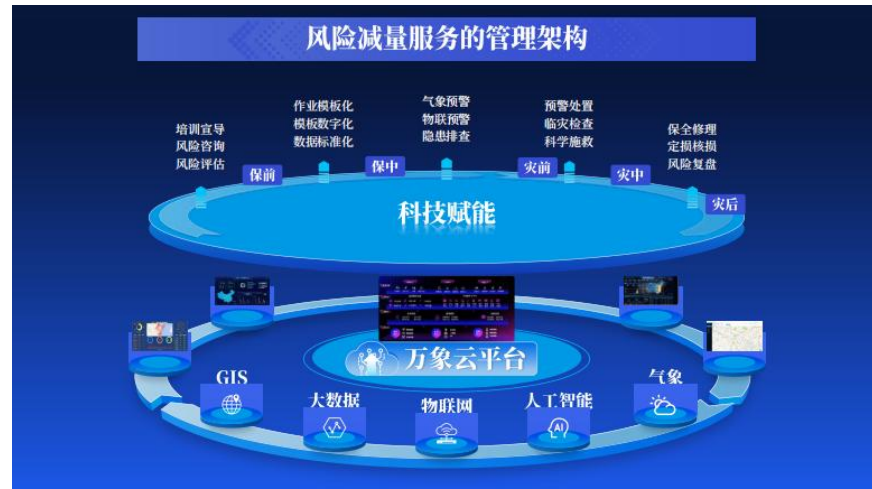 风险减量服务的管理架构
培训宣导
风险咨询
风险评估
保前
作业模板化
模板数字化
数据标准化
保中
气象预警
物联预警
隐患排查
灾前
预警处置
临灾检查
科学施救
灾中
保全修理
定损核损
风险复盘
灾后
科技赋能
万象云平台
GIS
大数据
物联网
人工智能
AI
气象